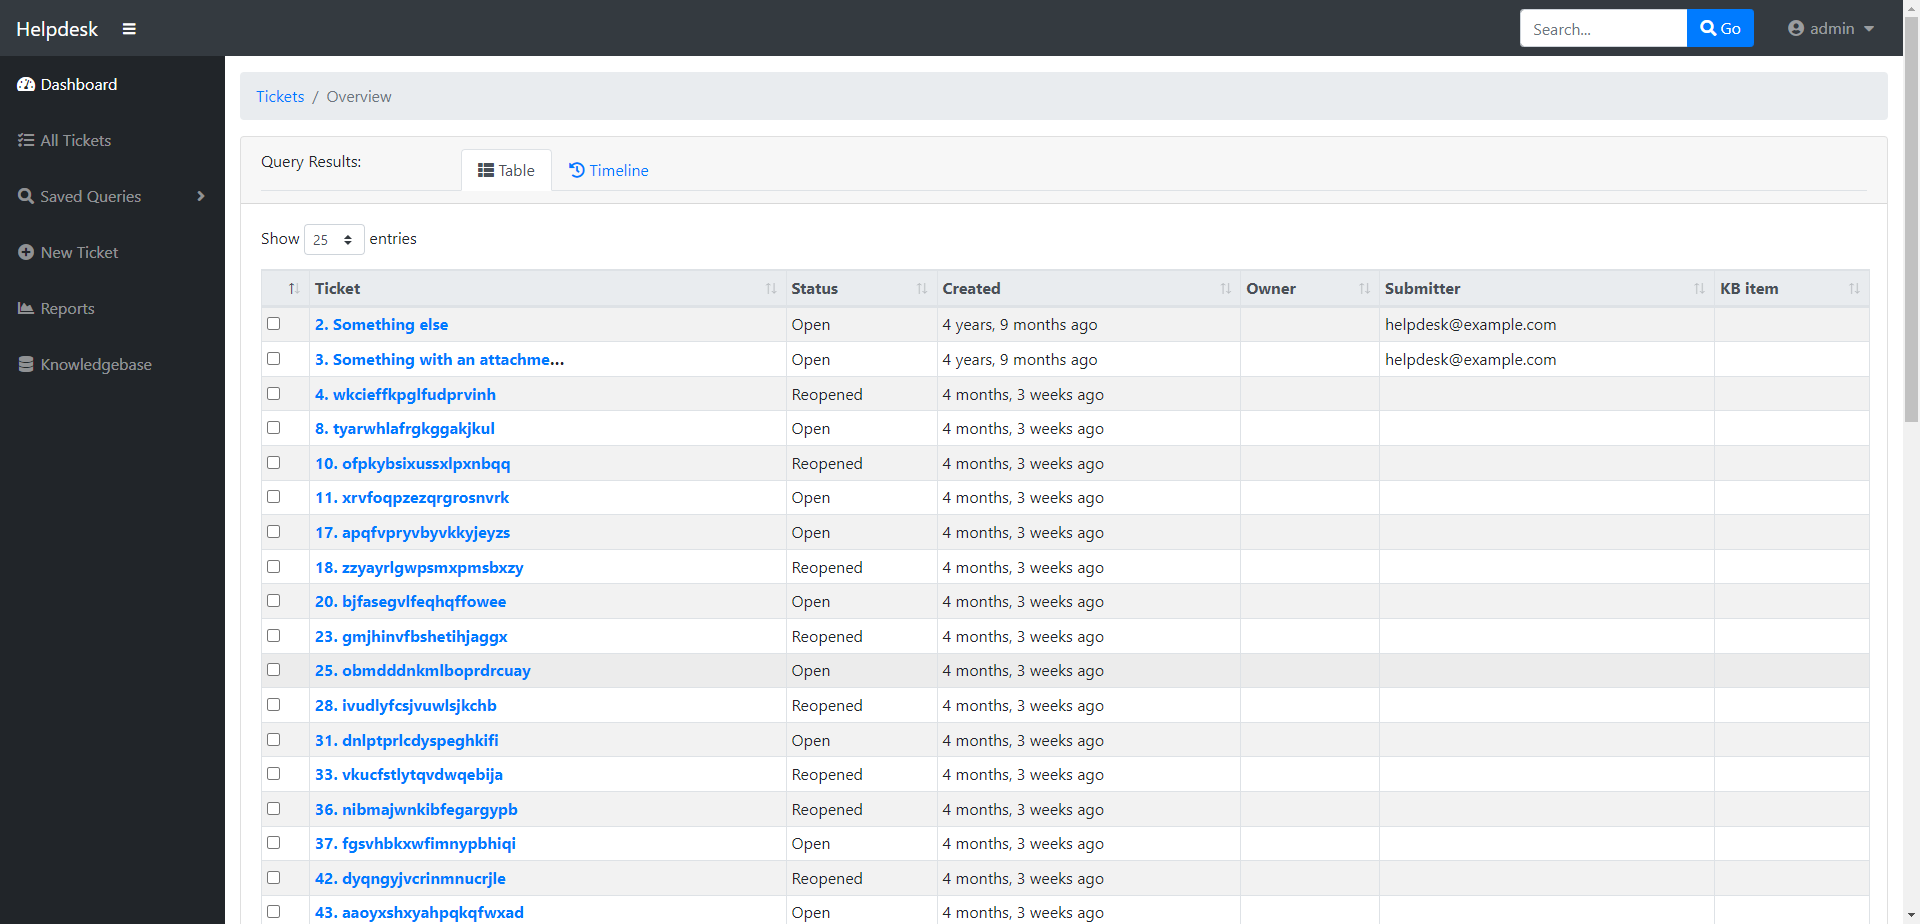 Helpdesk
Search...
Go
admin
Dashboard
All Tickets
Saved Queries
New Ticket
Reports
Knowledgebase
Tickets / Overview
Query Results:
Table
Timeline
Show 25 entries
Ticket Status Created Owner Submitter KB item
2. Something else Open 4 years, 9 months ago helpdesk@example.com
3. Something with an attachme... Open 4 years, 9 months ago helpdesk@example.com
4. wkcieffkpglfudprvinh Reopened 4 months, 3 weeks ago
8. tyarwhlafrgkggakjkul Open 4 months, 3 weeks ago
10. ofpkybsixussxlpxnbqq Reopened 4 months, 3 weeks ago
11. xrvfoqpzezqrgrosnvrk Open 4 months, 3 weeks ago
17. apqfvpryvbyvkkyjeyzs Open 4 months, 3 weeks ago
18. zzyayrlgwpsmxpmsbxzy Reopened 4 months, 3 weeks ago
20. bjfasegvlfeqhqffowee Open 4 months, 3 weeks ago
23. gmjhinvfbshetihjaggx Reopened 4 months, 3 weeks ago
25. obmdddnkmlboprdrcuay Open 4 months, 3 weeks ago
28. ivudlyfcsjvuwlsjkchb Reopened 4 months, 3 weeks ago
31. dnlptprlcdyspeghkifi Open 4 months, 3 weeks ago
33. vkucfstlytqvdwqebija Reopened 4 months, 3 weeks ago
36. nibmajwnkibfegargypb Reopened 4 months, 3 weeks ago
37. fgsvhbkxwfimnypbhiqi Open 4 months, 3 weeks ago
42. dyqngyjvcrinmnucrjle Reopened 4 months, 3 weeks ago
43. aaoyxshxyahpqkqfwxad Open 4 months, 3 weeks ago